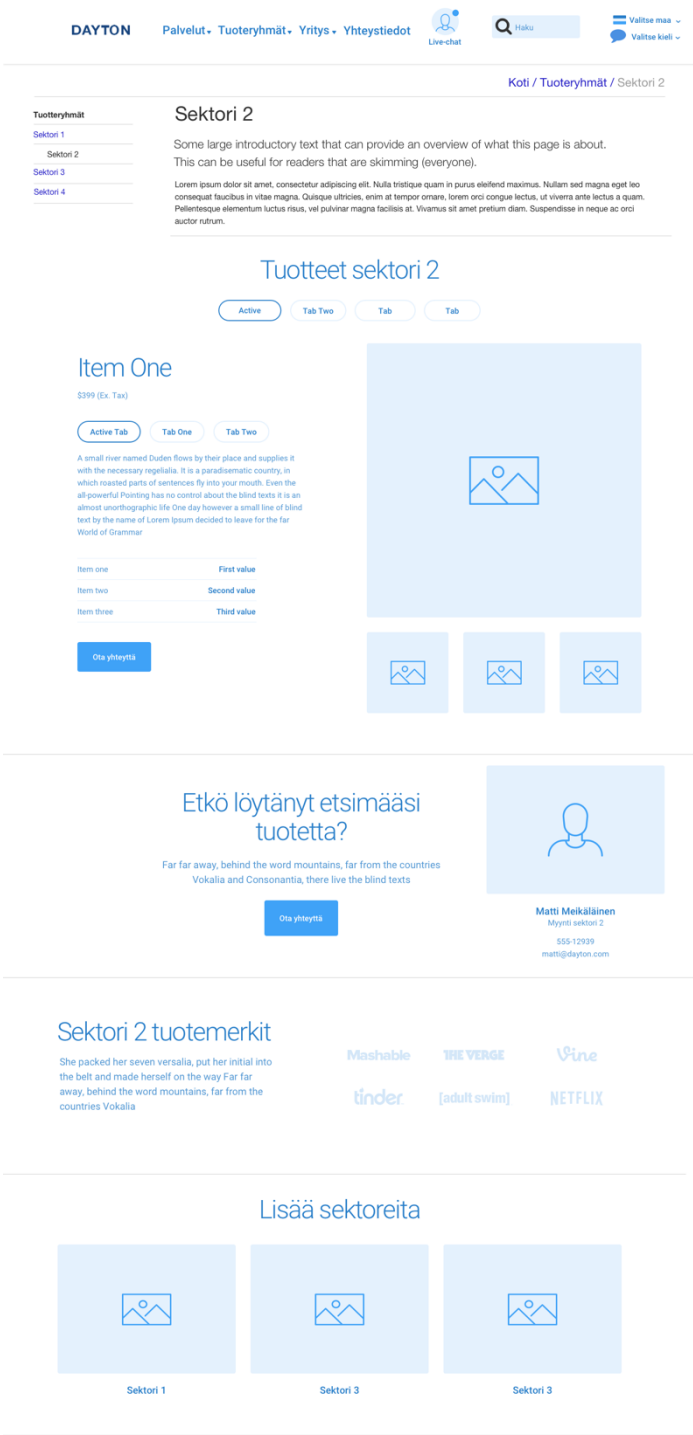 DAYTON
Palvelut Tuoteryhmät Yritys Yhteystiedot
Live-chat
Haku
Valitse maa
Valitse kieli
Koti / Tuoteryhmät / Sektori 2
Tuotteryhmät
Sektori 1
Sektori 2
Sektori 3
Sektori 4
Sektori 2
Some large introductory text that can provide an overview of what this page is about.
This can be useful for readers that are skimming (everyone).
Lorem ipsum dolor sit amet, consectetur adipiscing elit. Nulla tristique quam in purus eleifend maximus. Nullam sed magna eget leo
consequat faucibus in vitae magna. Quisque ultricies, enim at tempor ornare, lorem orci congue lectus, ut viverra ante lectus a quam.
Pellentesque elementum luctus risus, vel pulvinar magna facilisis at. Vivamus sit amet pretium diam. Suspendisse in neque ac orci
auctor rutrum.
Tuotteet sektori 2
Active Tab Two Tab Tab
Item One
$399 (Ex. Tax)
Active Tab Tab One Tab Two
A small river named Duden flows by their place and supplies it
with the necessary regelialia. It is a paradisematic country, in
which roasted parts of sentences fly into your mouth. Even the
all-powerful Pointing has no control about the blind texts it is an
almost unorthographic life One day however a small line of blind
text by the name of Lorem Ipsum decided to leave for the far
World of Grammar
Item one First value
Item two Second value
Item three Third value
Ota yhteyttä
Etkö löytänyt etsimääsi
tuotetta?
Far far away, behind the word mountains, far from the countries
Vokalia and Consonantia, there live the blind texts
Ota yhteyttä
Matti Meikäläinen
Myynti sektori 2
555-12939
matti@dayton.com
Sektori 2 tuotemerkit
She packed her seven versalia, put her initial into
the belt and made herself on the way Far far
away, behind the word mountains, far from the
countries Vokalia
Mashable THE VERGE Vine
tinder [adult swim] NETFLIX
Lisää sektoreita
Sektori 1 Sektori 3 Sektori 3